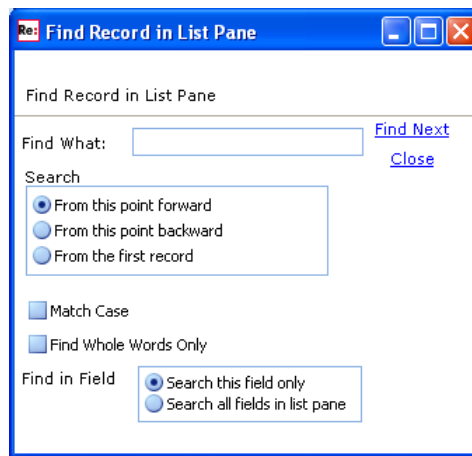 Re: Find Record in List Pane
Find Record in List Pane
Find What:
Find Next
Close
Search
From this point forward
From this point backward
From the first record
Match Case
Find Whole Words Only
Find in Field
Search this field only
Search all fields in list pane